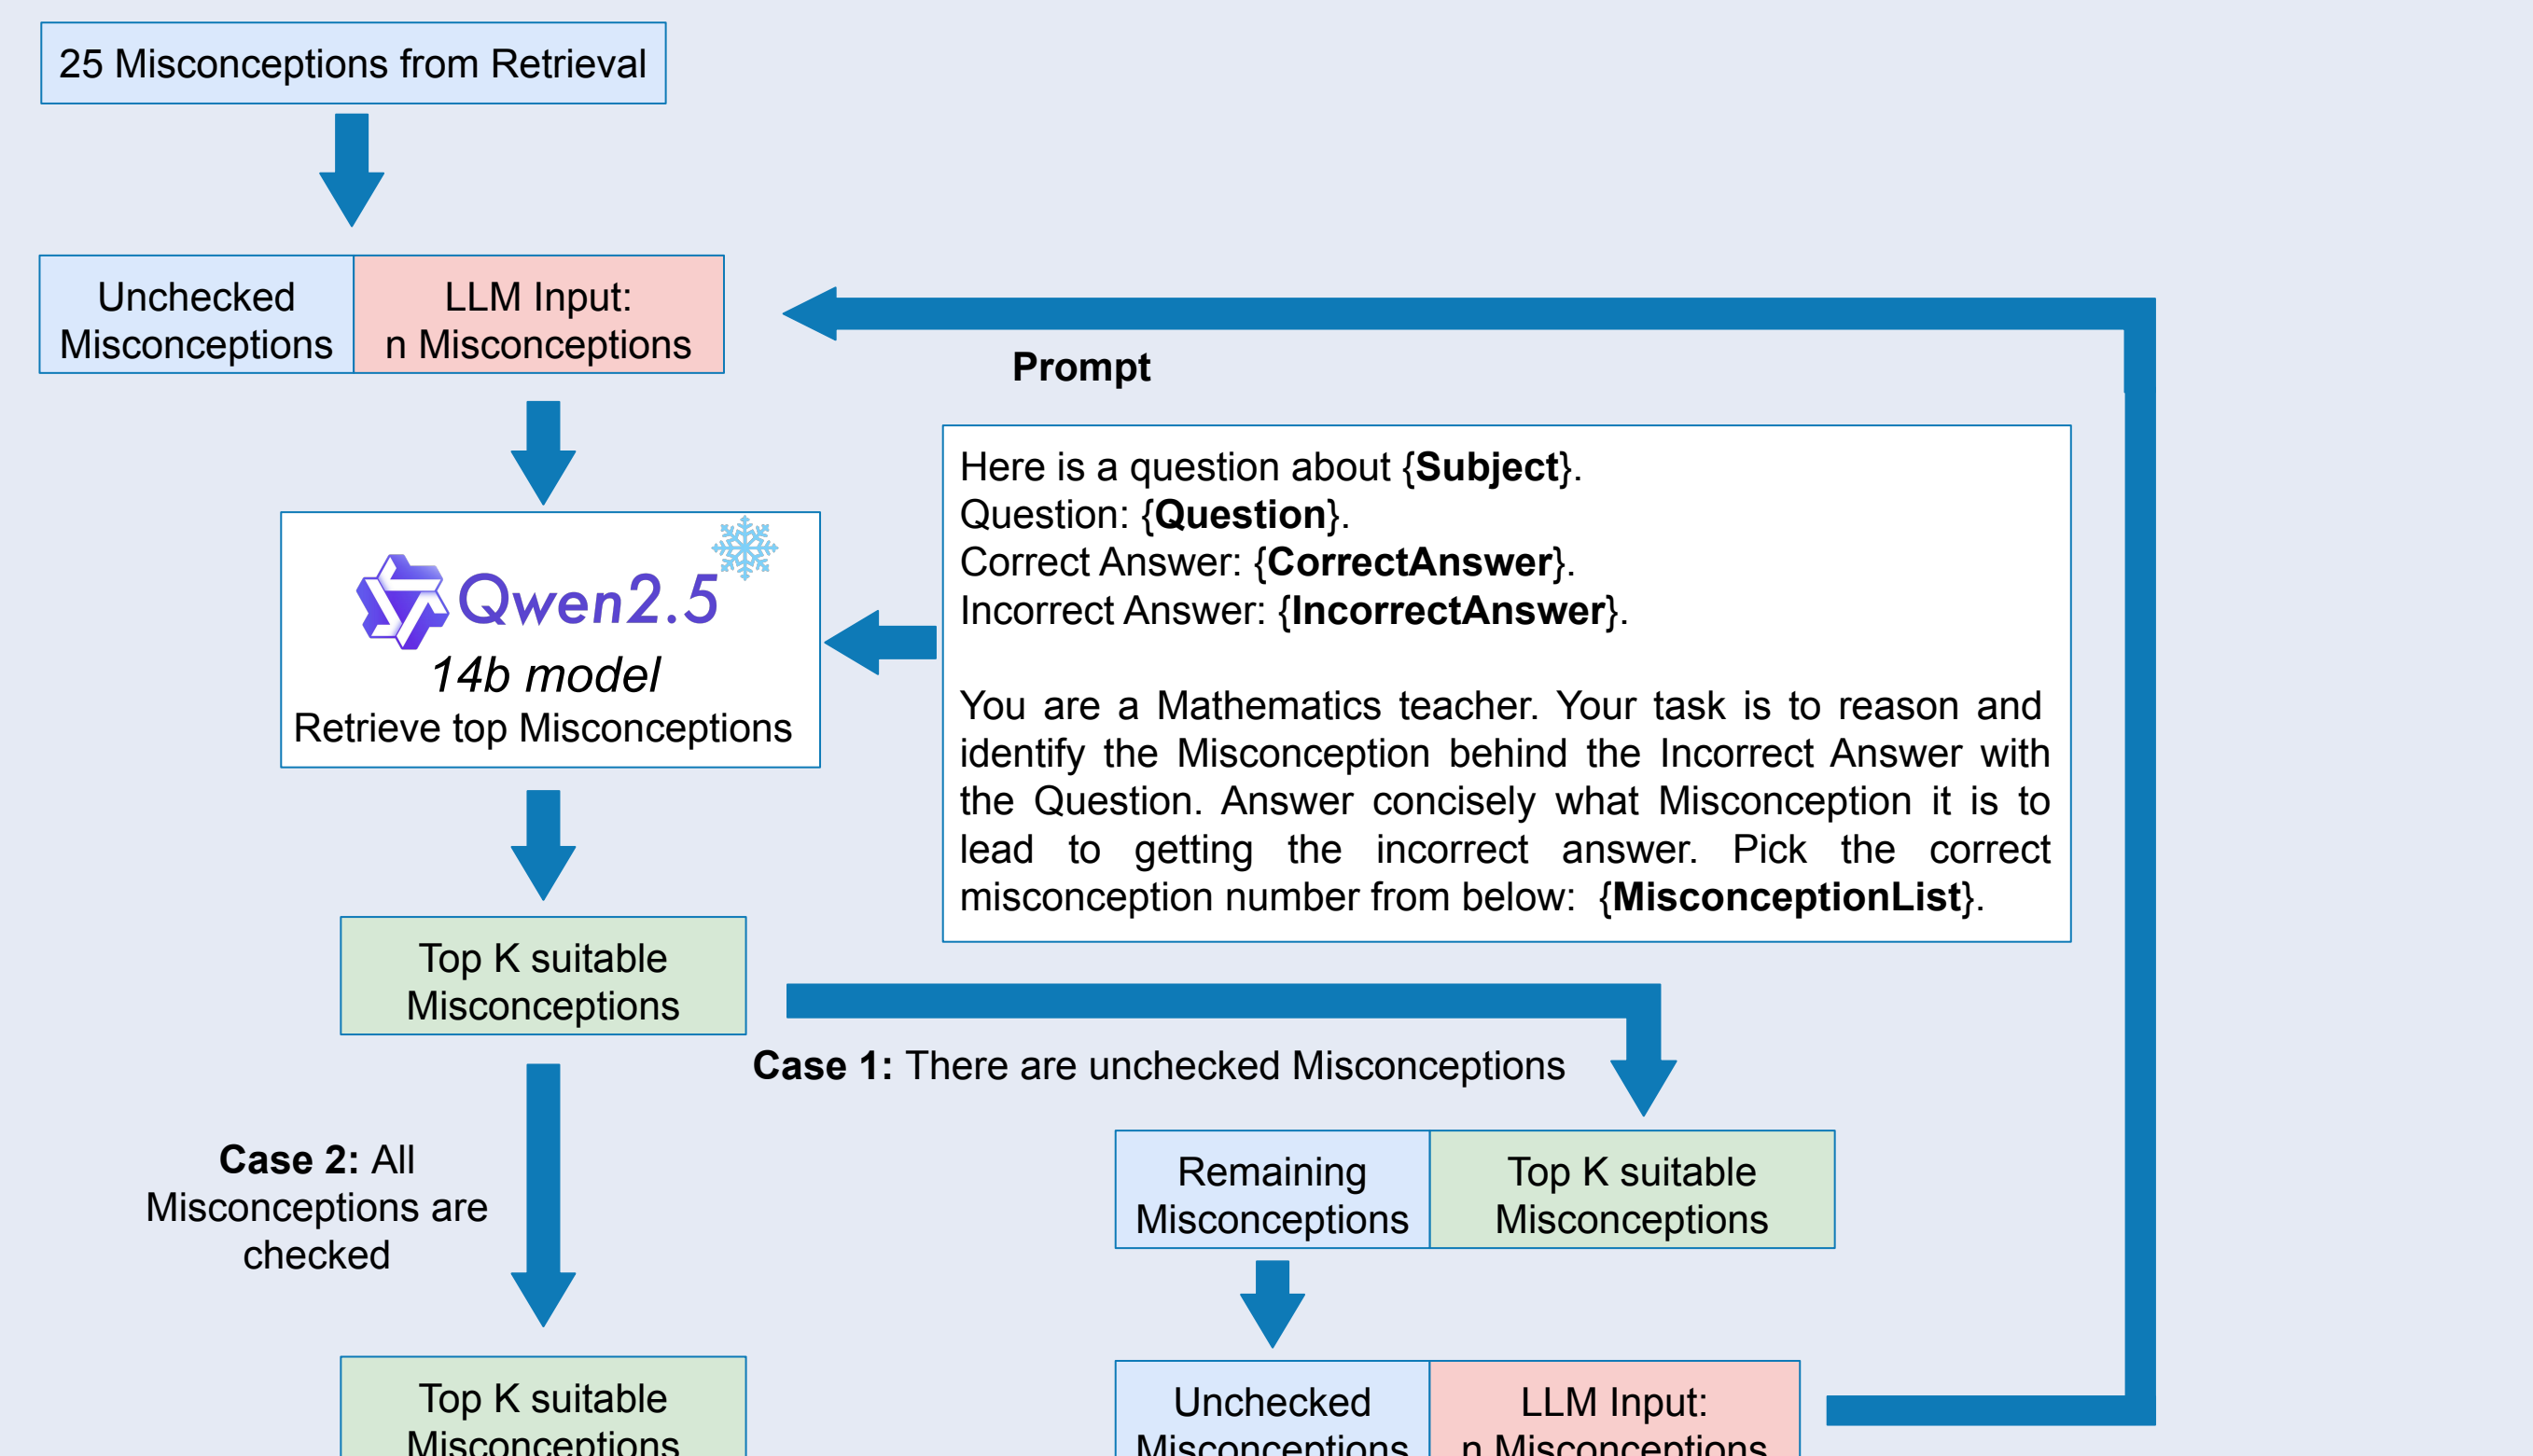 25 Misconceptions from Retrieval
Unchecked
Misconceptions
LLM Input:
n Misconceptions
Prompt
Here is a question about {Subject}.
Question: {Question}.
Correct Answer: {CorrectAnswer}.
Incorrect Answer: {IncorrectAnswer}.
You are a Mathematics teacher. Your task is to reason and
identify the Misconception behind the Incorrect Answer with
the Question. Answer concisely what Misconception it is to
lead to getting the incorrect answer. Pick the correct
misconception number from below: {MisconceptionList}.
Qwen2.5
14b model
Retrieve top Misconceptions
Top K suitable
Misconceptions
Case 1: There are unchecked Misconceptions
Case 2: All
Misconceptions are
checked
Remaining
Misconceptions
Top K suitable
Misconceptions
Top K suitable
Misconceptions
Unchecked
Misconceptions
LLM Input:
n Misconceptions